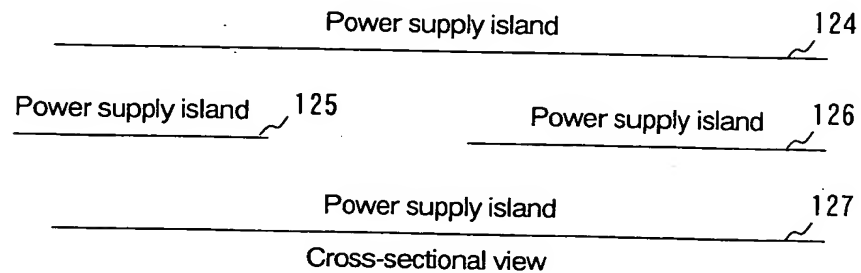 Power supply island 124
Power supply island 125
Power supply island 126
Power supply island 127
Cross-sectional view